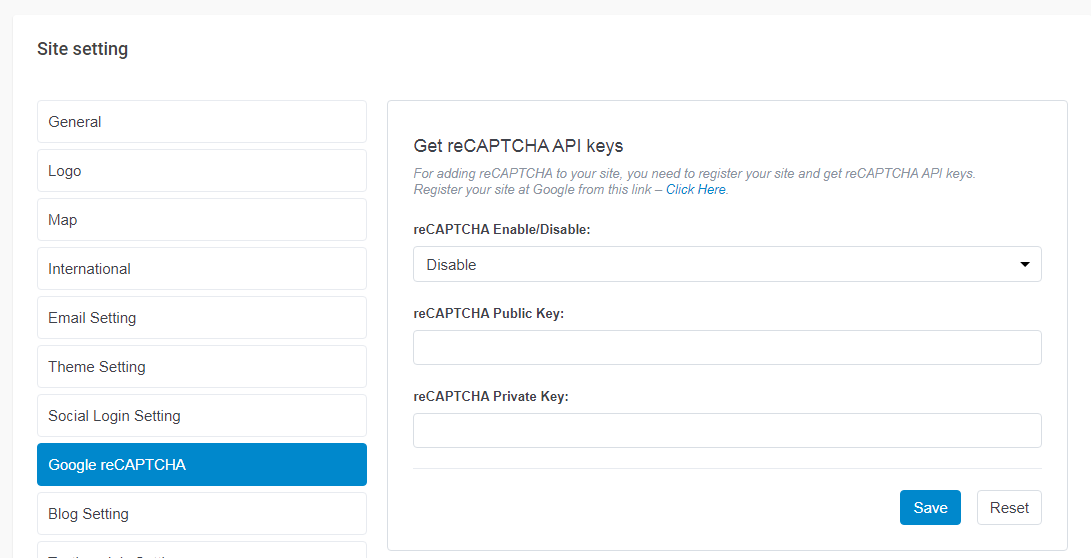 Site setting
General
Logo
Map
International
Email Setting
Theme Setting
Social Login Setting
Google reCAPTCHA
Blog Setting
Get reCAPTCHA API keys
For adding reCAPTCHA to your site, you need to register your site and get reCAPTCHA API keys.
Register your site at Google from this link – Click Here.
reCAPTCHA Enable/Disable:
Disable
reCAPTCHA Public Key:
reCAPTCHA Private Key:
Save
Reset